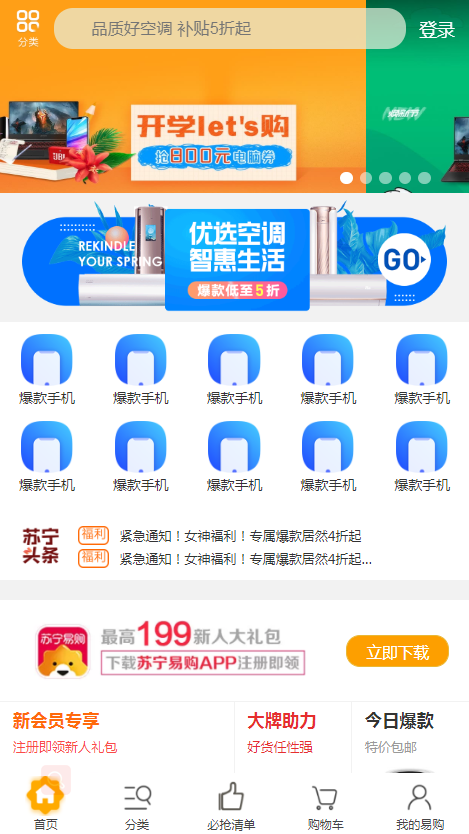 分类
品质好空调 补贴5折起
登录
开学let's购
抢800元电脑券
NEW
REKINDLE
YOUR SPRING
优选空调
智惠生活
爆款低至5折
GO
爆款手机 爆款手机 爆款手机 爆款手机 爆款手机
爆款手机 爆款手机 爆款手机 爆款手机 爆款手机
苏宁
头条
福利 紧急通知！女神福利！专属爆款居然4折起
福利 紧急通知！女神福利！专属爆款居然4折起...
苏宁易购
最高199新人大礼包
下载苏宁易购APP注册即领
立即下载
新会员专享 大牌助力 今日爆款
注册即领新人礼包 好货任性强 特价包邮
首页 分类 必抢清单 购物车 我的易购